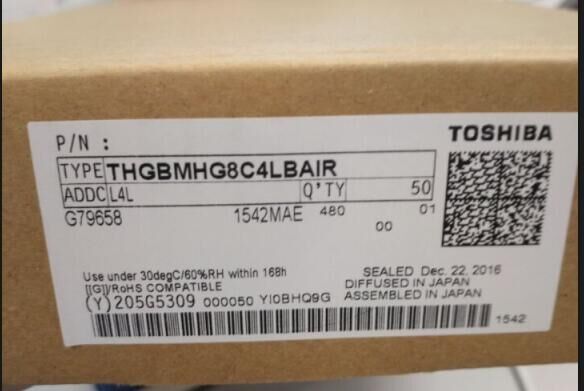 P/N :
TOSHIBA
TYPE THGBMHG8C4LBAIR
ADDC L4L Q'TY 50
G79658 1542MAE 480 00 01
Use under 30degC/60%RH within 168h
SEALED Dec. 22, 2016
[[G]]/RoHS COMPATIBLE
DIFFUSED IN JAPAN
(Y)205G5309 000050 YI0BHQ9G
ASSEMBLED IN JAPAN
1542